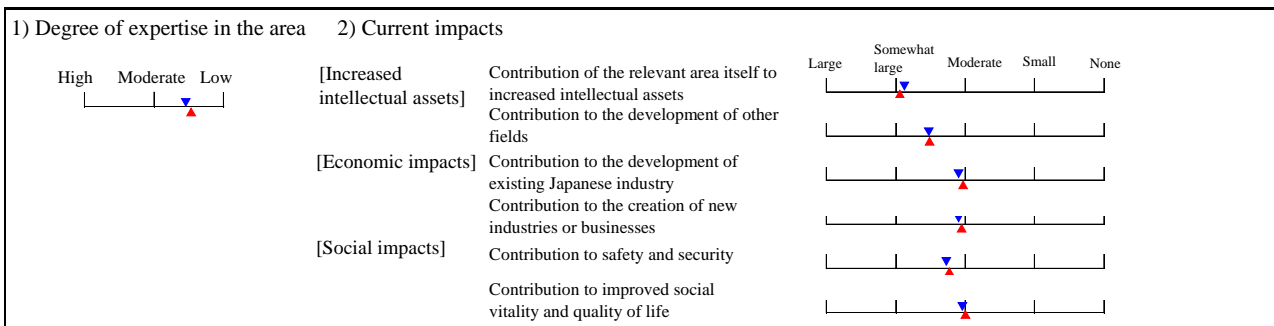 1) Degree of expertise in the area 2) Current impacts
High Moderate Low
[Increased
intellectual assets]
Contribution of the relevant area itself to
increased intellectual assets
Large Somewhat
large Moderate Small None
Contribution to the development of other
fields
[Economic impacts] Contribution to the development of
existing Japanese industry
Contribution to the creation of new
industries or businesses
[Social impacts] Contribution to safety and security
Contribution to improved social
vitality and quality of life